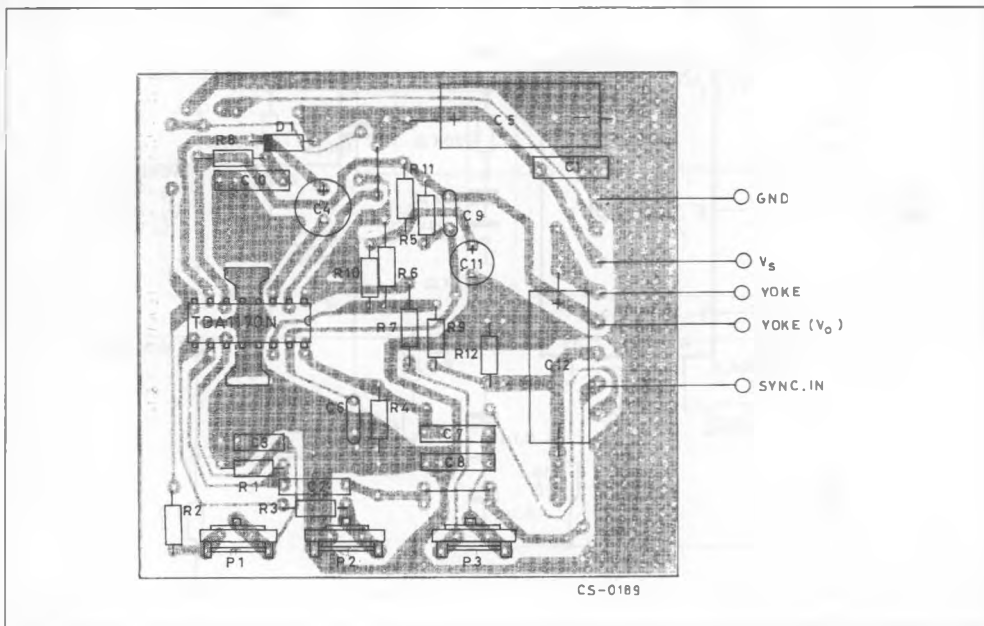 D1
C5
R8
C1
R11
C10
C4
GND
C9
R5
C11
VS
R10
R6
YOKE
TDA1170N
R7
R9
YOKE (VO)
R12
C12
SYNC.IN
C6
R4
C7
C8
R1
C2
R2
R3
P1
P2
P3
CS-0189